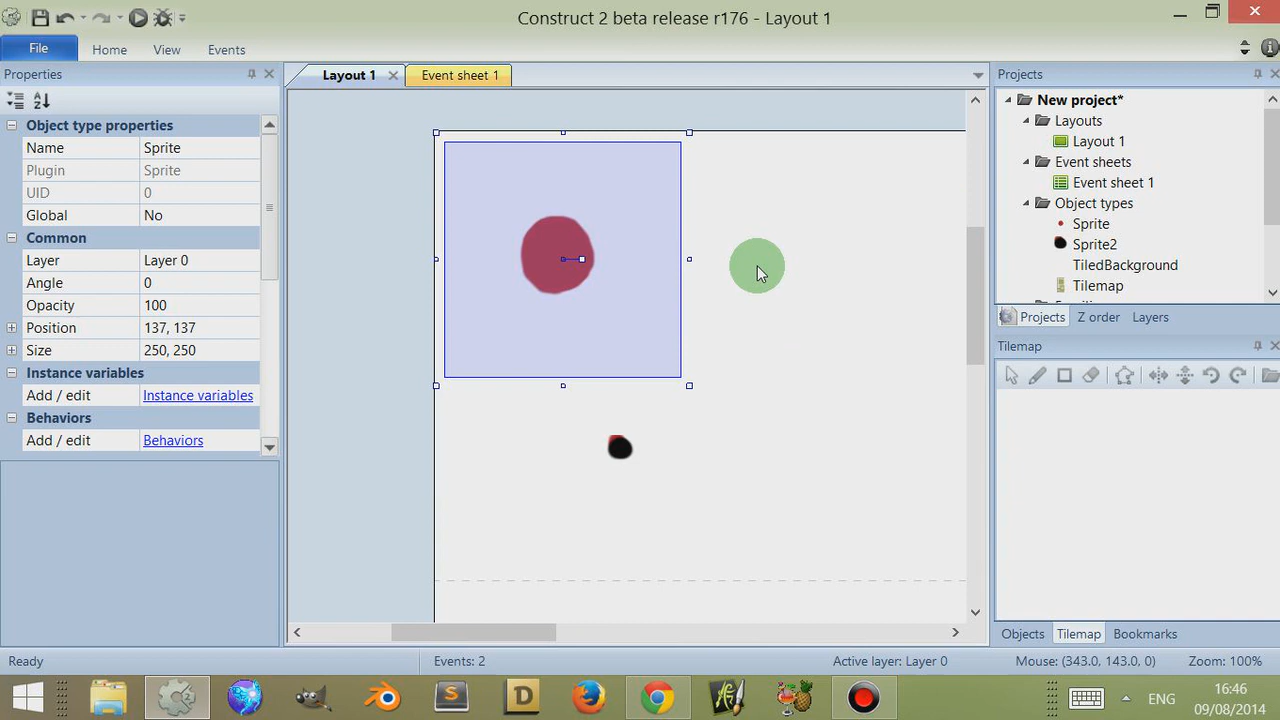 Construct 2 beta release r176 - Layout 1
File Home View Events
Properties
Object type properties
Name Sprite
Plugin Sprite
UID 0
Global No
Common
Layer Layer 0
Angle 0
Opacity 100
Position 137, 137
Size 250, 250
Instance variables
Add / edit Instance variables
Behaviors
Add / edit Behaviors
Layout 1 Event sheet 1
Projects
New project*
Layouts
Layout 1
Event sheets
Event sheet 1
Object types
Sprite
Sprite2
TiledBackground
Tilemap
Projects Z order Layers
Tilemap
Objects Tilemap Bookmarks
Ready Events: 2 Active layer: Layer 0 Mouse: (343.0, 143.0, 0) Zoom: 100%
ENG 16:46
09/08/2014